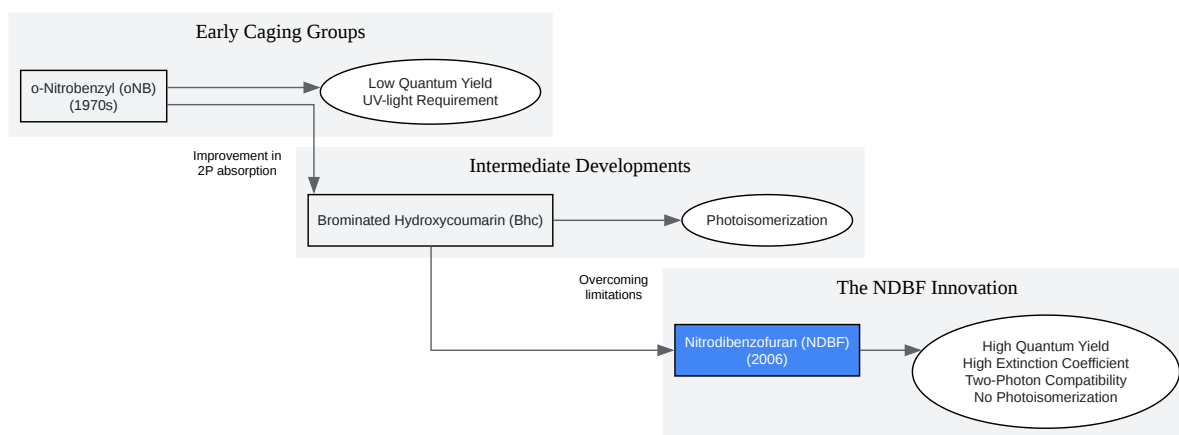 Early Caging Groups
o-Nitrobenzyl (oNB)
(1970s)
Low Quantum Yield
UV-light Requirement
Improvement in
2P absorption
Intermediate Developments
Brominated Hydroxycoumarin (Bhc)
Photoisomerization
Overcoming
limitations
The NDBF Innovation
Nitrodibenzofuran (NDBF)
(2006)
High Quantum Yield
High Extinction Coefficient
Two-Photon Compatibility
No Photoisomerization